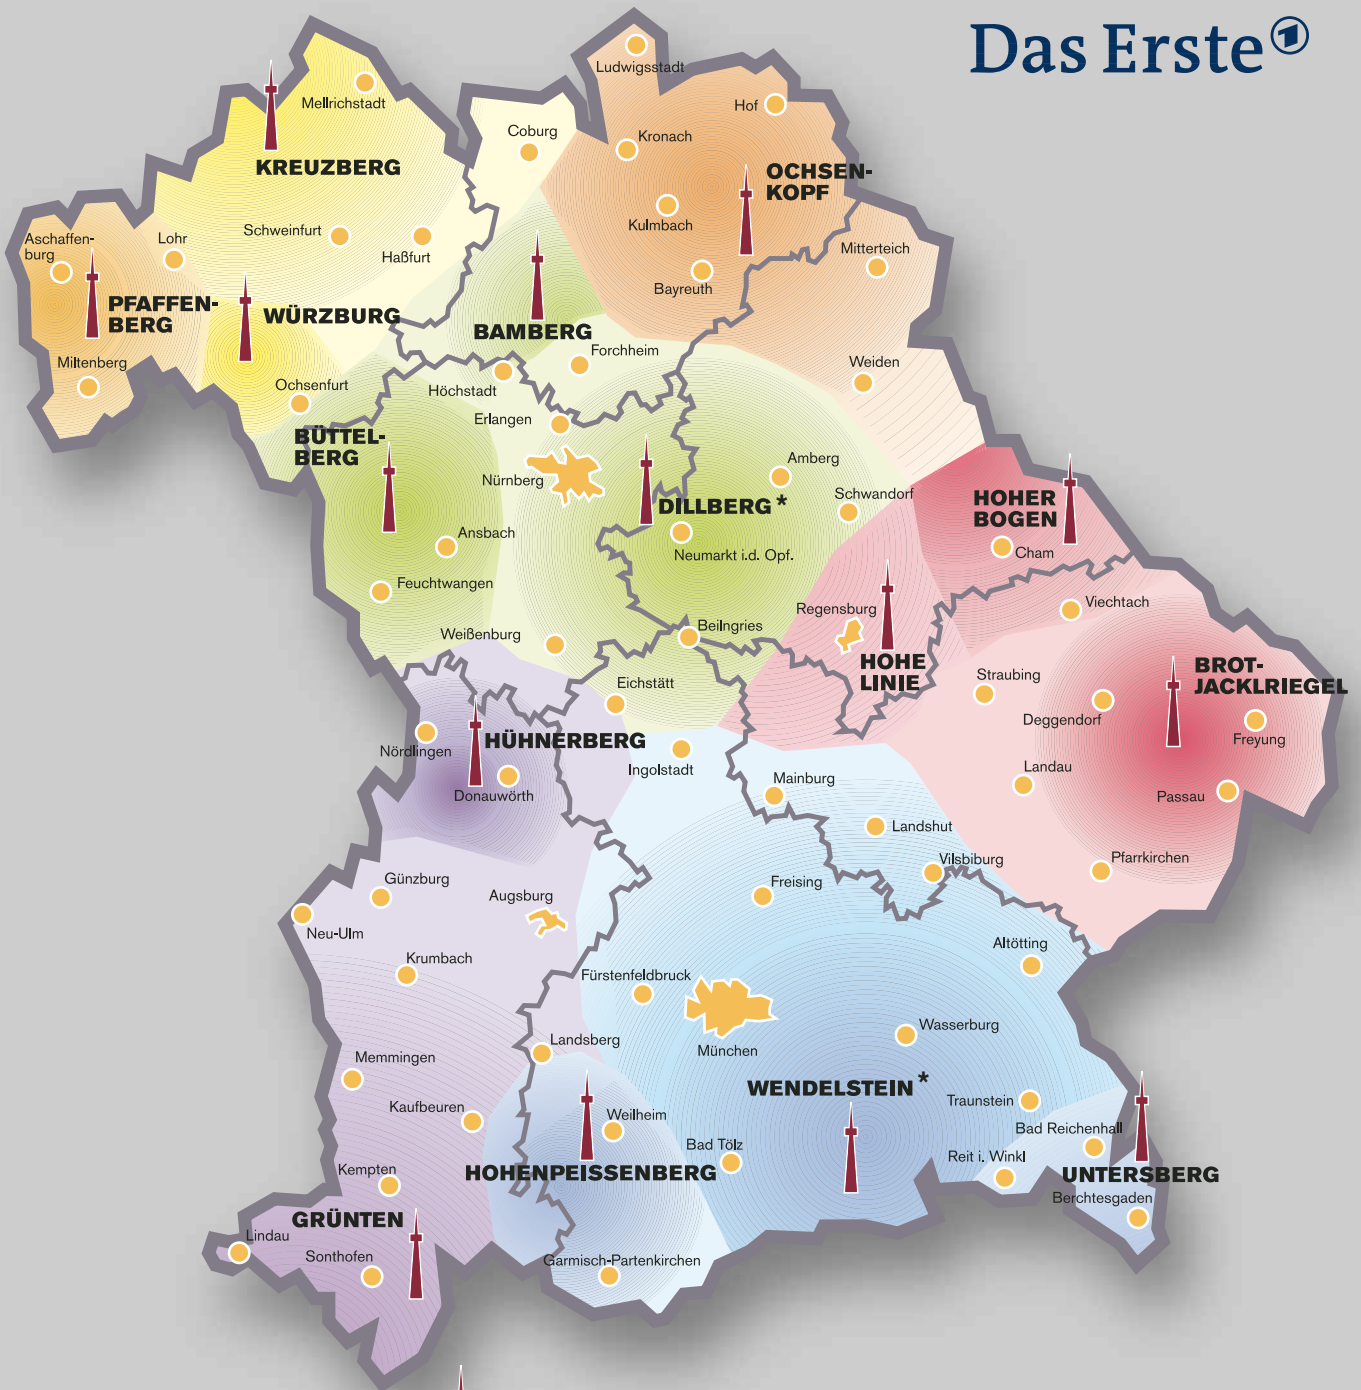 Das Erste
Ludwigsstadt
Mellrichstadt
Hof
Coburg
Kronach
KREUZBERG
OCHSEN-
KOPF
Kulmbach
Schweinfurt
Haßfurt
Aschaffen-
burg
Lohr
Mitterteich
Bayreuth
PFAFFEN-
BERG
WÜRZBURG
BAMBERG
Forchheim
Miltenberg
Weiden
Ochsenfurt
Höchstadt
Erlangen
BÜTTEL-
BERG
Amberg
Nürnberg
Schwandorf
HOHER
BOGEN
DILLBERG *
Ansbach
Neumarkt i.d. Opf.
Cham
Feuchtwangen
Regensburg
Viechtach
Weißenburg
Beilngries
HOHE
LINIE
BROT-
JACKLRIEGEL
Straubing
Eichstätt
Deggendorf
Freyung
Nördlingen
HÜHNERBERG
Ingolstadt
Landau
Mainburg
Donauwörth
Passau
Landshut
Vilsbiburg
Pfarrkirchen
Günzburg
Freising
Augsburg
Neu-Ulm
Altötting
Krumbach
Fürstenfeldbruck
Wasserburg
Landsberg
München
Memmingen
WENDELSTEIN *
Traunstein
Kaufbeuren
Weilheim
Bad Reichenhall
Bad Tölz
Reit i. Winkl
Kempten
HOHENPEISSENBERG
UNTERSBERG
Berchtesgaden
GRÜNTEN
Lindau
Sonthofen
Garmisch-Partenkirchen